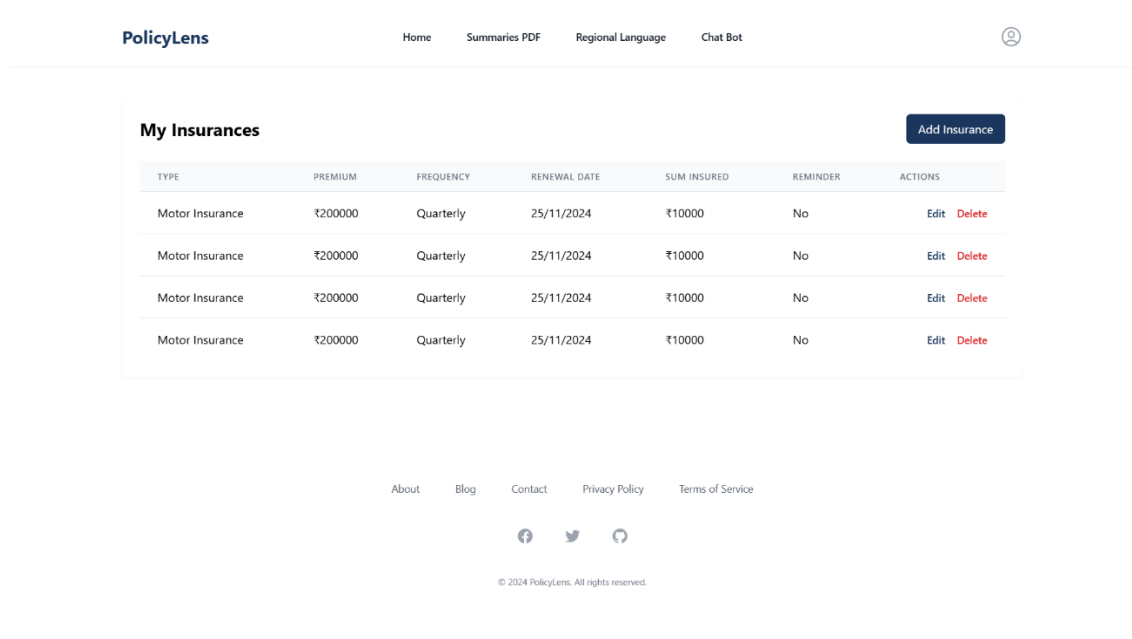 PolicyLens Home Summaries PDF Regional Language Chat Bot
My Insurances Add Insurance
TYPE PREMIUM FREQUENCY RENEWAL DATE SUM INSURED REMINDER ACTIONS
Motor Insurance ₹200000 Quarterly 25/11/2024 ₹10000 No Edit Delete
Motor Insurance ₹200000 Quarterly 25/11/2024 ₹10000 No Edit Delete
Motor Insurance ₹200000 Quarterly 25/11/2024 ₹10000 No Edit Delete
Motor Insurance ₹200000 Quarterly 25/11/2024 ₹10000 No Edit Delete
About Blog Contact Privacy Policy Terms of Service
© 2024 PolicyLens. All rights reserved.